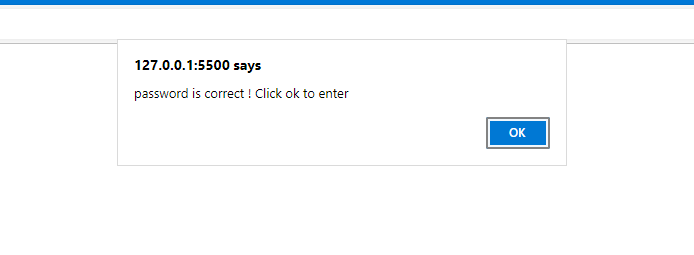 127.0.0.1:5500 says
password is correct ! Click ok to enter
OK